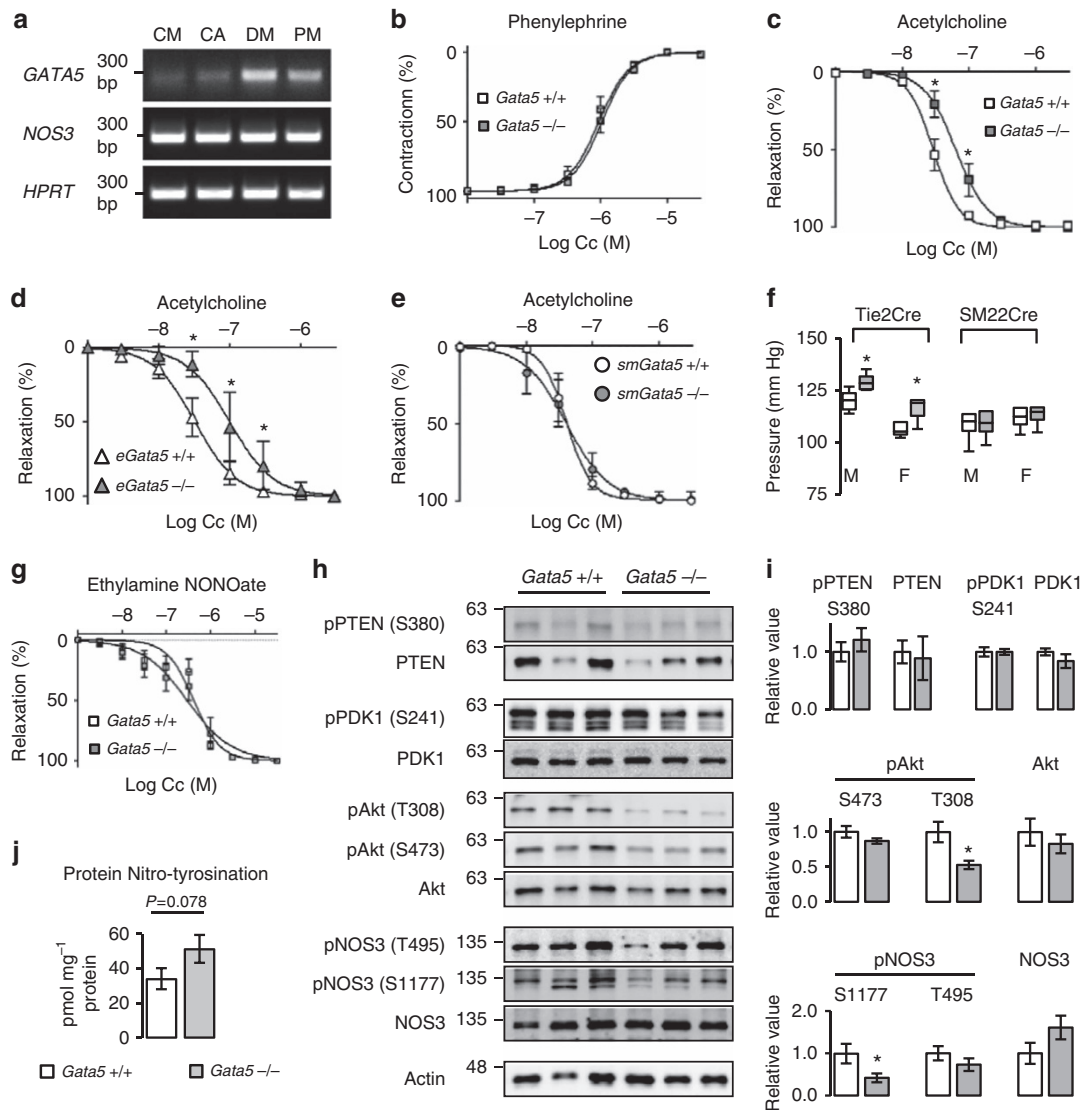 a
CM CA DM PM
GATA5 300 bp
NOS3 300 bp
HPRT 300 bp
b
Phenylephrine
0
50
100
Contractionn (%)
Gata5 +/+
Gata5 –/–
–7 –6 –5
Log Cc (M)
c
Acetylcholine
–8 –7 –6
0
50
100
Relaxation (%)
* *
Gata5 +/+
Gata5 –/–
Log Cc (M)
d
Acetylcholine
–8 –7 –6
0
50
100
Relaxation (%)
* * *
eGata5 +/+
eGata5 –/–
Log Cc (M)
e
Acetylcholine
–8 –7 –6
0
50
100
Relaxation (%)
smGata5 +/+
smGata5 –/–
Log Cc (M)
f
Tie2Cre SM22Cre
150
125
100
75
Pressure (mm Hg)
* *
M F M F
g
Ethylamine NONOate
–8 –7 –6 –5
0
50
100
Relaxation (%)
Gata5 +/+
Gata5 –/–
Log Cc (M)
h
Gata5 +/+ Gata5 –/–
pPTEN (S380) 63
PTEN 63
pPDK1 (S241) 63
PDK1 63
pAkt (T308) 63
pAkt (S473) 63
Akt 63
pNOS3 (T495) 135
pNOS3 (S1177) 135
NOS3 135
Actin 48
i
pPTEN PTEN pPDK1 PDK1
S380 S241
1.0
0.0
Relative value
pAkt Akt
S473 T308
1.0
0.5
0.0
Relative value
*
pNOS3 NOS3
S1177 T495
2.0
1.0
0.0
Relative value
*
j
Protein Nitro-tyrosination
P=0.078
60
40
20
0
pmol mg–1
protein
Gata5 +/+ Gata5 –/–